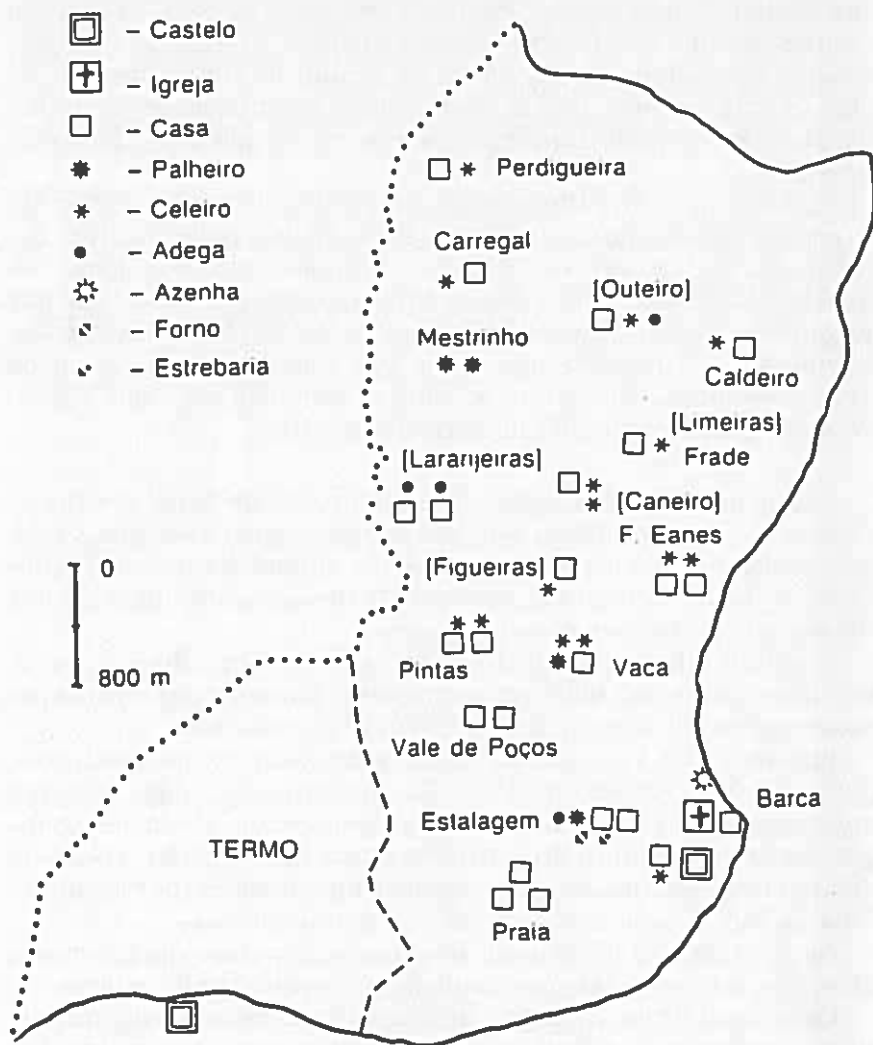 – Castelo
– Igreja
– Casa
– Palheiro
– Celeiro
– Adega
– Azenha
– Forno
– Estrebaria
Perdigueira
Carregal
[Outeiro]
Mestrinho
Caldeiro
[Limeiras]
Frade
[Laranjeiras]
[Caneiro]
F. Eanes
[Figueiras]
0
800 m
Pintas
Vaca
Vale de Poços
Barca
Estalagem
TERMO
Praia